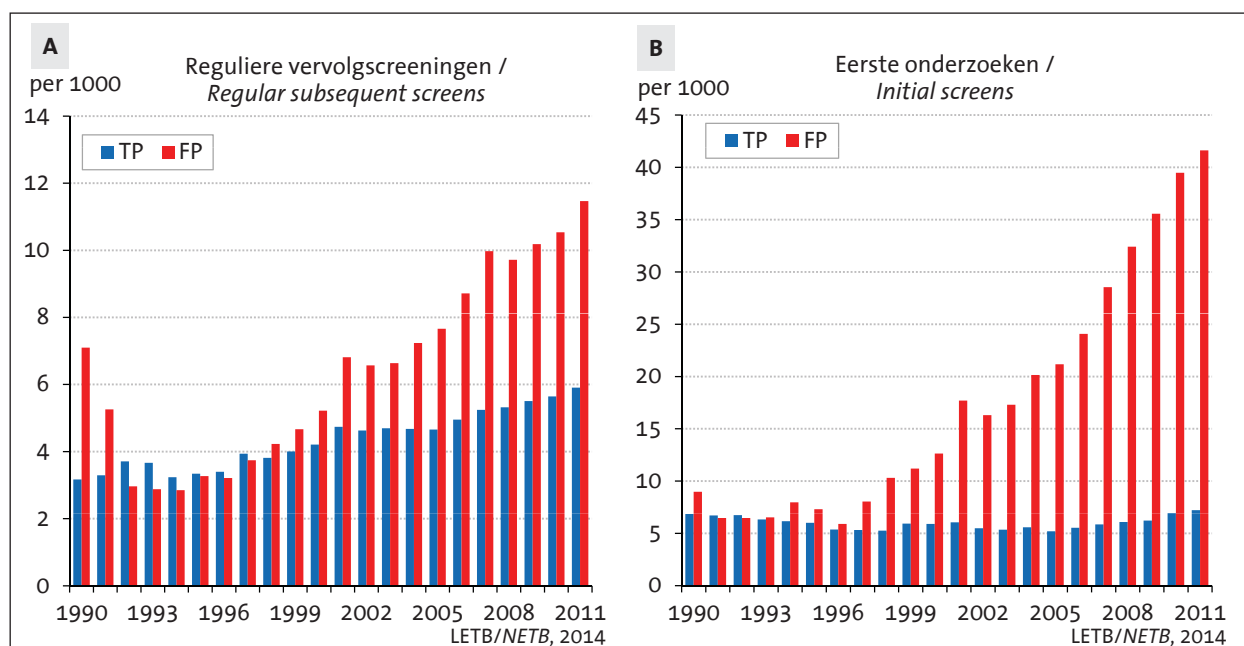 A
per 1000
Reguliere vervolgscreeningen /
Regular subsequent screens
14
12
10
8
6
4
2
0
TP FP
1990 1993 1996 1999 2002 2005 2008 2011
LETB/NETB, 2014
B
per 1000
Eerste onderzoeken /
Initial screens
45
40
35
30
25
20
15
10
5
0
TP FP
1990 1993 1996 1999 2002 2005 2008 2011
LETB/NETB, 2014